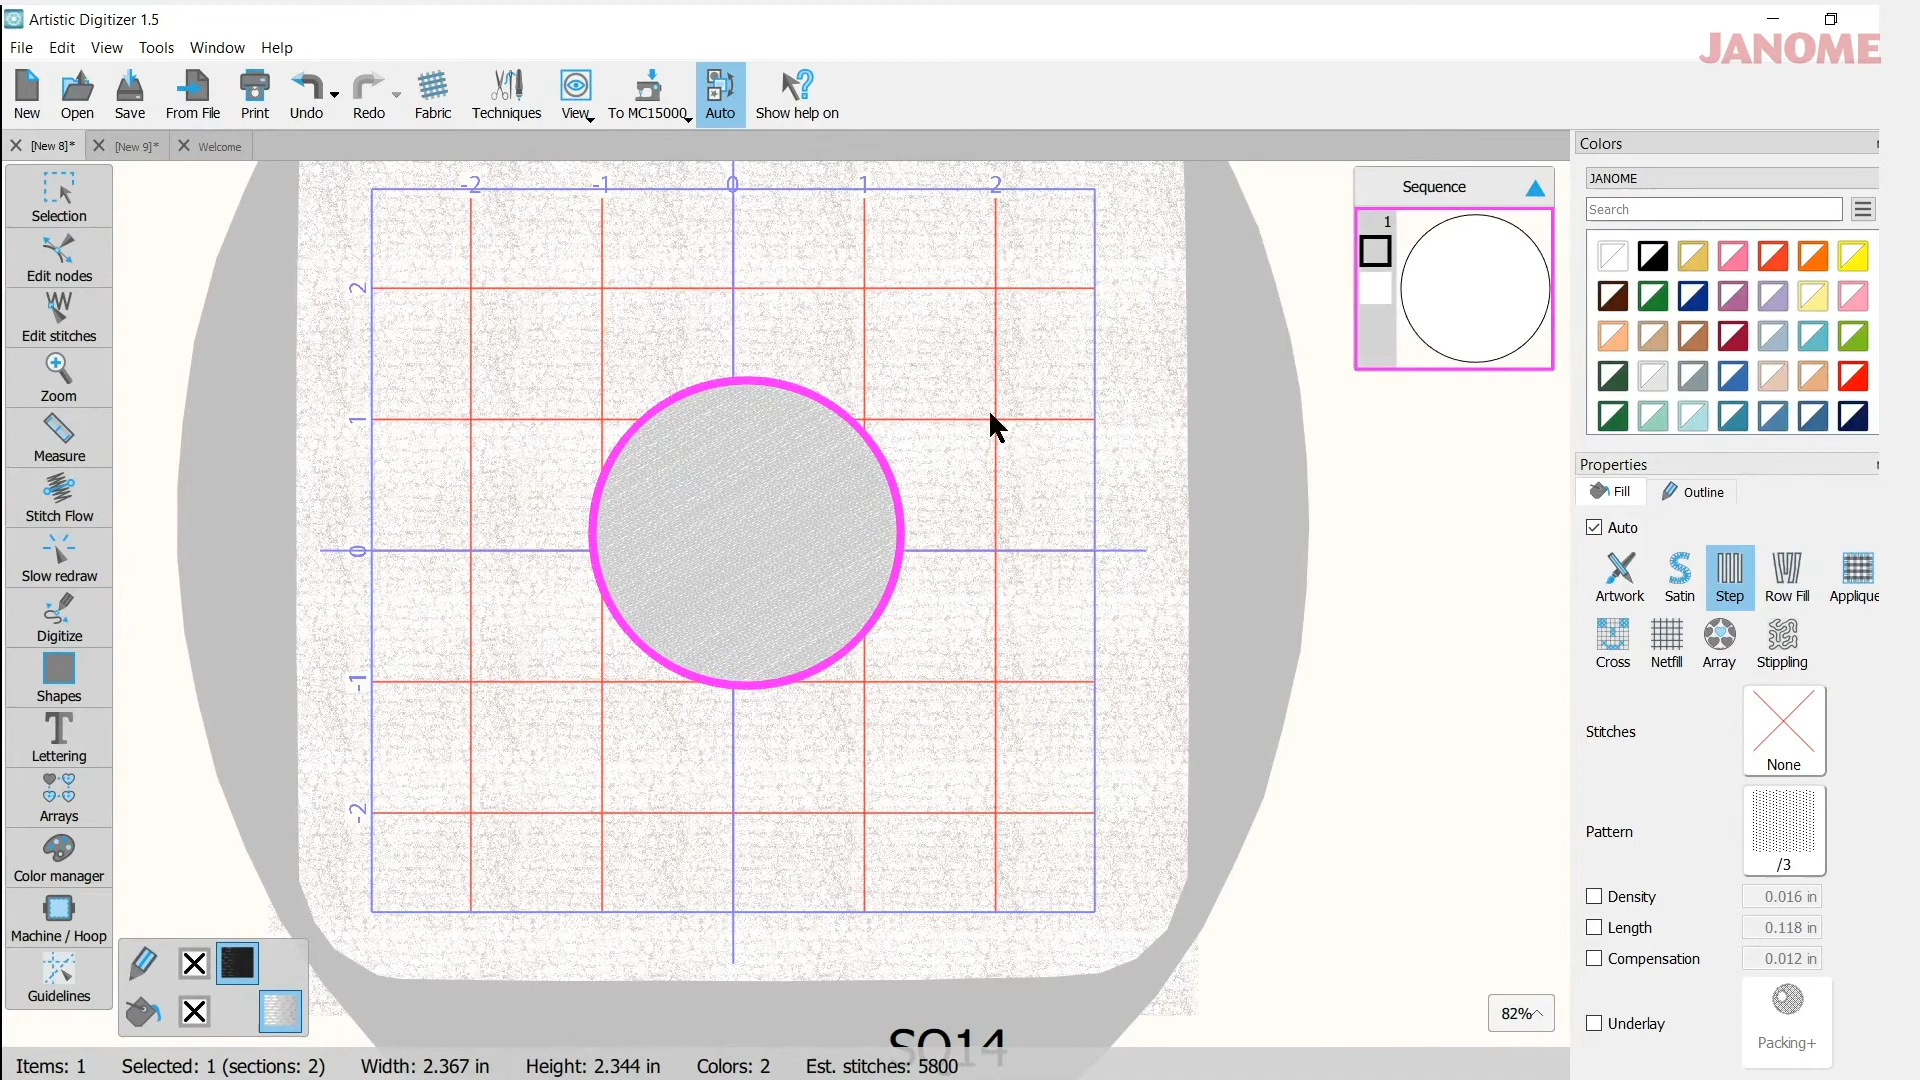 Artistic Digitizer 1.5
JANOME
File Edit View Tools Window Help
New Open Save From File Print Undo Redo Fabric Techniques View To MC15000 Auto Show help on
[New 8]* [New 9]* Welcome
Selection
Edit nodes
Edit stitches
Zoom
Measure
Stitch Flow
Slow redraw
Digitize
Shapes
Lettering
Arrays
Color manager
Machine / Hoop
Guidelines
-2 -1 0 1 2
2
1
0
-1
-2
SQ14
Sequence
1
82%
Colors
JANOME
Search
Properties
Fill Outline
Auto
Artwork Satin Step Row Fill Applique
Cross Netfill Array Stippling
Stitches
None
Pattern
/3
Density 0.016 in
Length 0.118 in
Compensation 0.012 in
Underlay
Packing+
Items: 1 Selected: 1 (sections: 2) Width: 2.367 in Height: 2.344 in Colors: 2 Est. stitches: 5800